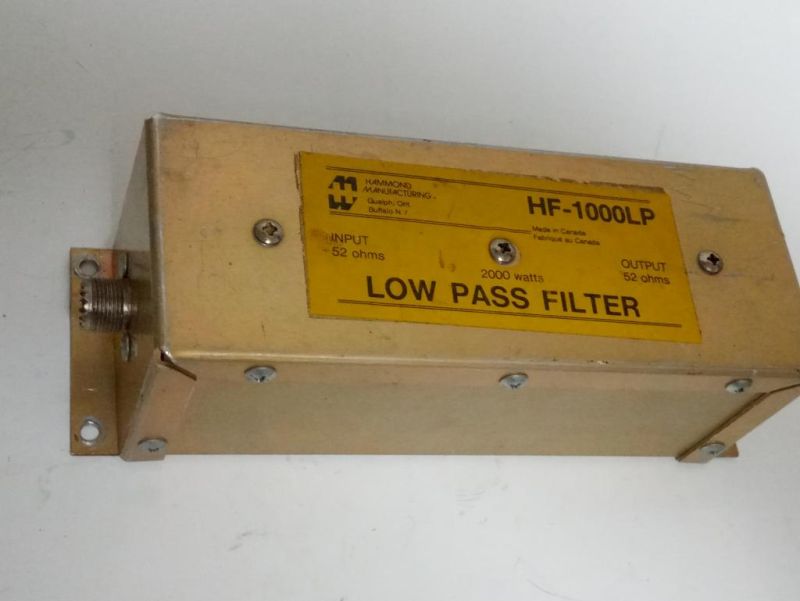 HAMMOND
MANUFACTURING
Guelph, Ont.
Buffalo N.Y.
HF-1000LP
Made in Canada
Fabriqué au Canada
INPUT
52 ohms
OUTPUT
52 ohms
2000 watts
LOW PASS FILTER